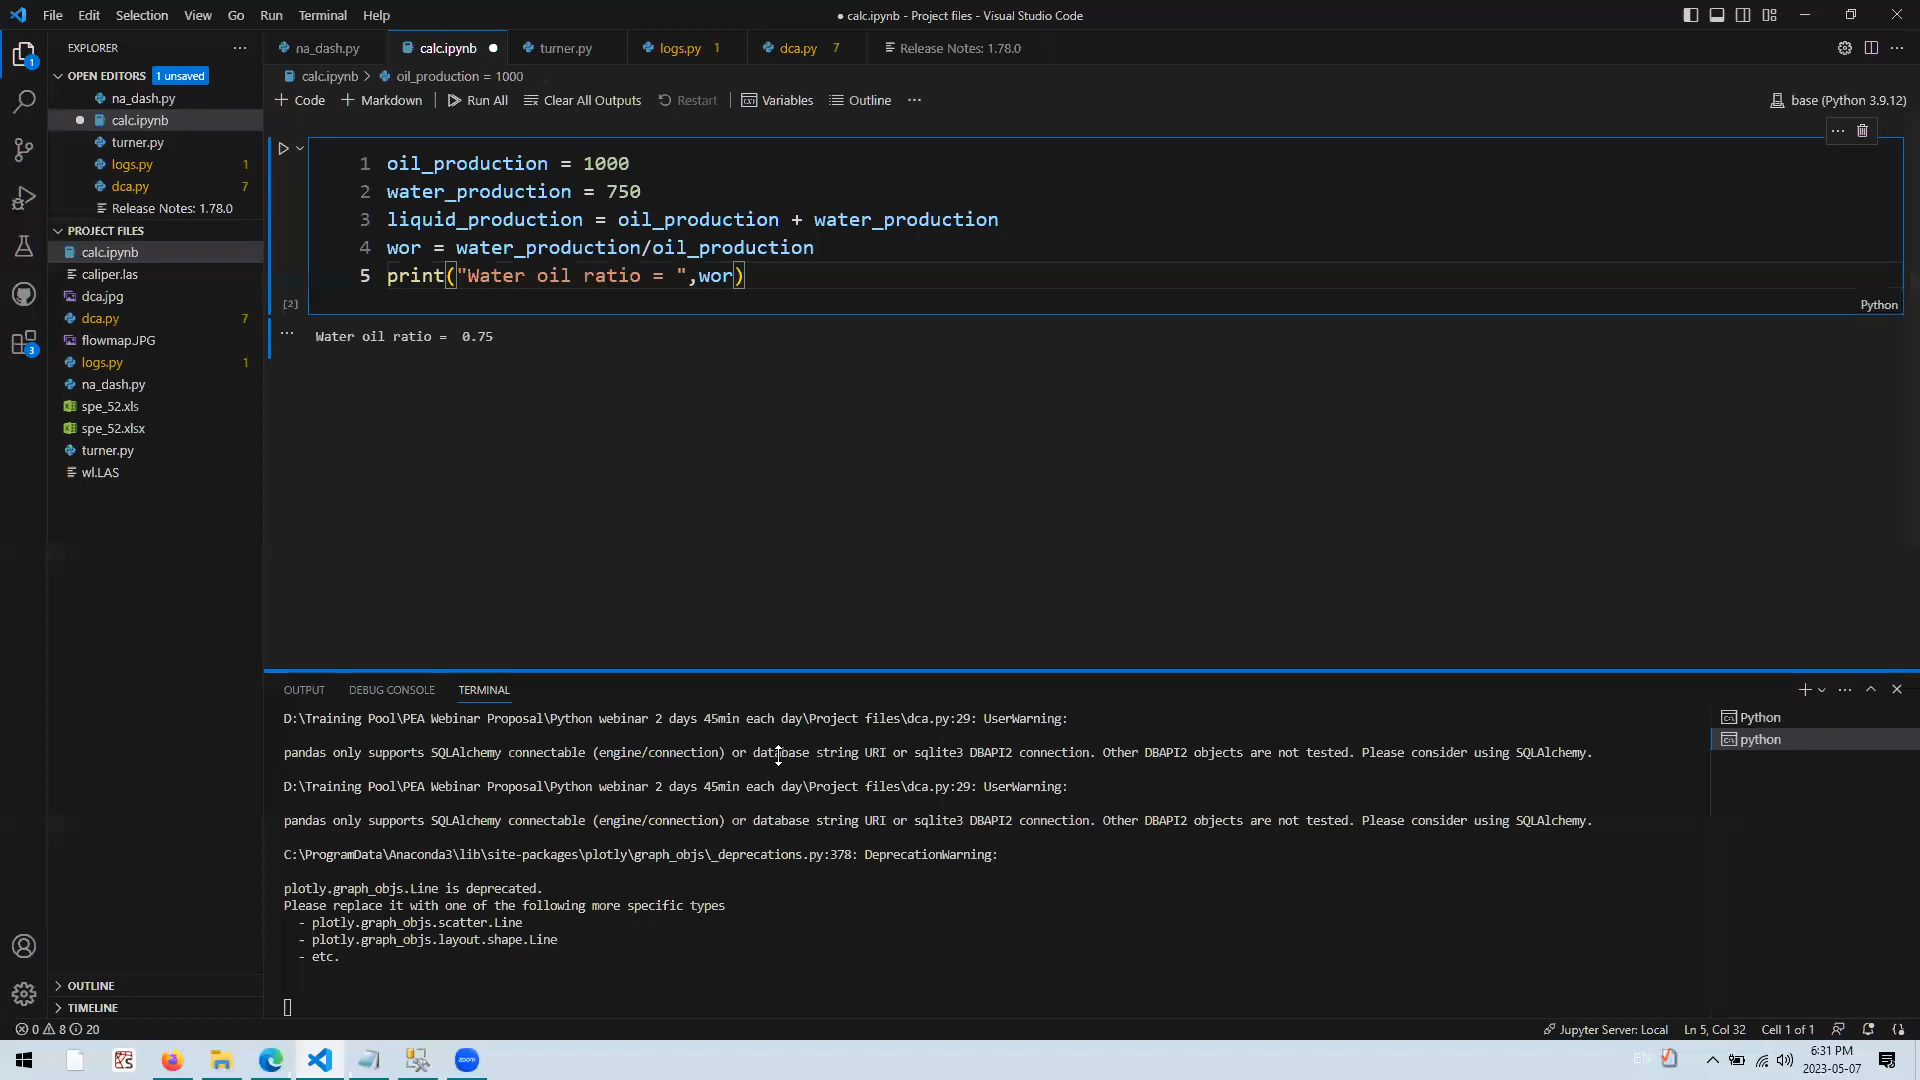 File Edit Selection View Go Run Terminal Help
● calc.ipynb - Project files - Visual Studio Code
EXPLORER
OPEN EDITORS 1 unsaved
na_dash.py
calc.ipynb
turner.py
logs.py 1
dca.py 7
Release Notes: 1.78.0
PROJECT FILES
calc.ipynb
caliper.las
dca.jpg
dca.py 7
flowmap.JPG
logs.py 1
na_dash.py
spe_52.xls
spe_52.xlsx
turner.py
wl.LAS
OUTLINE
TIMELINE
na_dash.py calc.ipynb turner.py logs.py 1 dca.py 7 Release Notes: 1.78.0
calc.ipynb > oil_production = 1000
+ Code + Markdown Run All Clear All Outputs Restart Variables Outline ... base (Python 3.9.12)
1 oil_production = 1000
2 water_production = 750
3 liquid_production = oil_production + water_production
4 wor = water_production/oil_production
5 print("Water oil ratio = ",wor)
[2] Python
Water oil ratio =  0.75
OUTPUT DEBUG CONSOLE TERMINAL
D:\Training Pool\PEA Webinar Proposal\Python webinar 2 days 45min each day\Project files\dca.py:29: UserWarning:
pandas only supports SQLAlchemy connectable (engine/connection) or database string URI or sqlite3 DBAPI2 connection. Other DBAPI2 objects are not tested. Please consider using SQLAlchemy.
D:\Training Pool\PEA Webinar Proposal\Python webinar 2 days 45min each day\Project files\dca.py:29: UserWarning:
pandas only supports SQLAlchemy connectable (engine/connection) or database string URI or sqlite3 DBAPI2 connection. Other DBAPI2 objects are not tested. Please consider using SQLAlchemy.
C:\ProgramData\Anaconda3\lib\site-packages\plotly\graph_objs\_deprecations.py:378: DeprecationWarning:
plotly.graph_objs.Line is deprecated.
Please replace it with one of the following more specific types
- plotly.graph_objs.scatter.Line
- plotly.graph_objs.layout.shape.Line
- etc.
Python
python
0 8 20
Jupyter Server: Local Ln 5, Col 32 Cell 1 of 1
1
3
zoom
EN
6:31 PM
2023-05-07